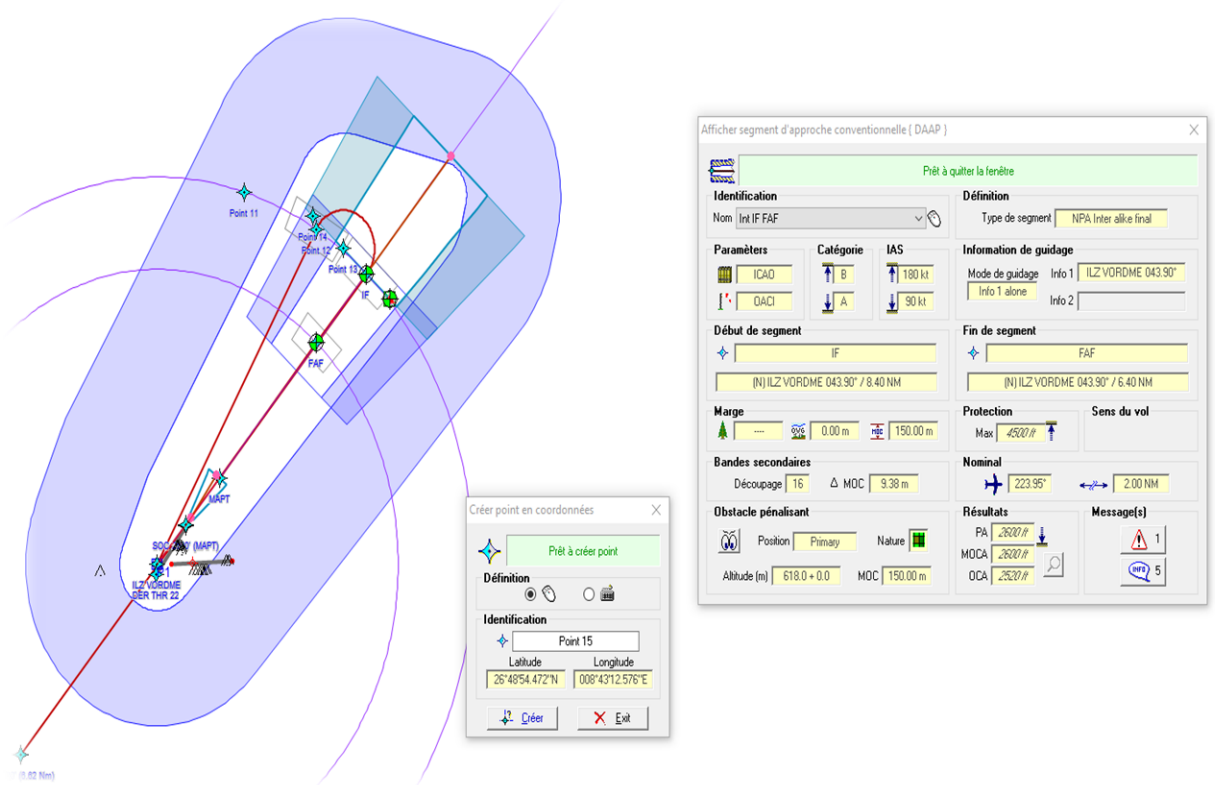 Point 11
Point 14
Point 12
Point 13
IF
FAF
MAPT
(MAPT)
ILZ VORDME
DER THR 22
(0.62 Nm)
Créer point en coordonnées
Prêt à créer point
Définition
Identification
Point 15
Latitude Longitude
26°48'54.472"N 008°43'12.576"E
Créer Exit
Afficher segment d'approche conventionnelle ( DAAP )
Prêt à quitter la fenêtre
Identification
Nom Int IF FAF
Définition
Type de segment NPA Inter alike final
Paramètres
ICAO
OACI
Catégorie
B
A
IAS
180 kt
90 kt
Information de guidage
Mode de guidage Info 1 ILZ VORDME 043.90°
Info 1 alone
Info 2
Début de segment
IF
(N) ILZ VORDME 043.90° / 8.40 NM
Fin de segment
FAF
(N) ILZ VORDME 043.90° / 6.40 NM
Marge
---- OVG 0.00 m MOC 150.00 m
Protection
Max 4500 ft
Sens du vol
Bandes secondaires
Découpage 16 Δ MOC 9.38 m
Nominal
223.95° 2.00 NM
Obstacle pénalisant
Position Primary Nature
Altitude (m) 618.0 + 0.0 MOC 150.00 m
Résultats
PA 2600 ft
MOCA 2600 ft
OCA 2520 ft
Message(s)
1
INFO 5